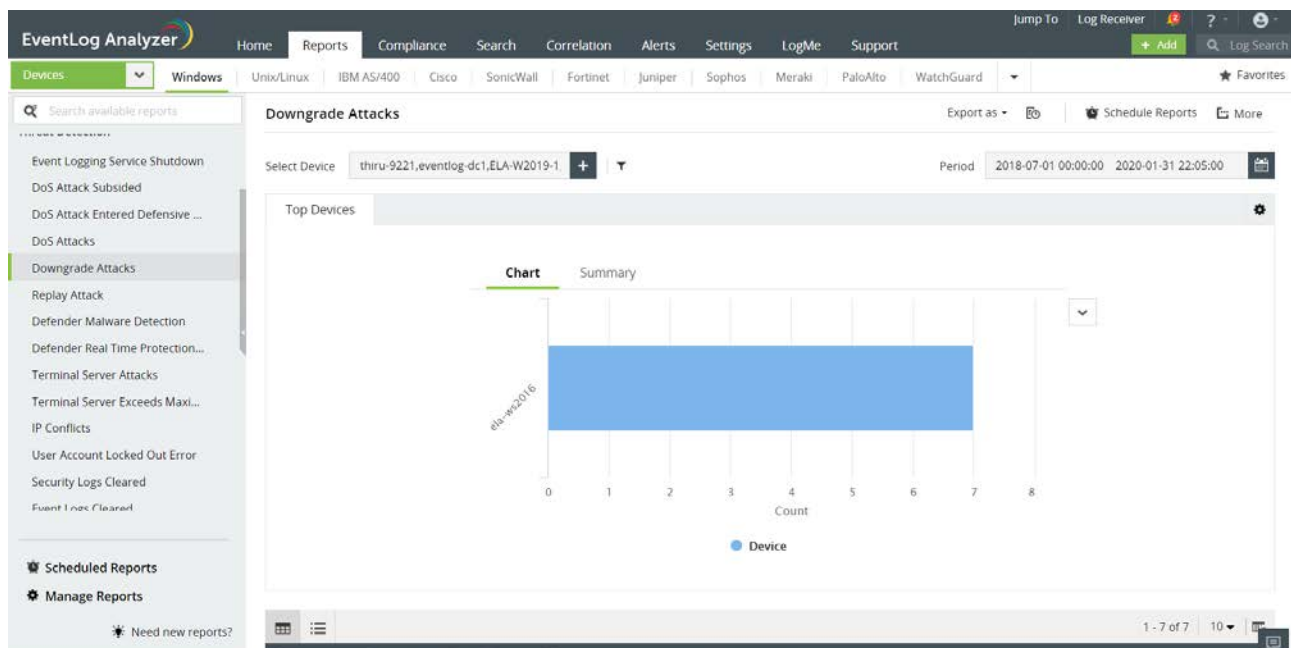 Jump To Log Receiver ?
EventLog Analyzer
Home Reports Compliance Search Correlation Alerts Settings LogMe Support
+ Add Log Search
Devices Windows Unix/Linux IBM AS/400 Cisco SonicWall Fortinet Juniper Sophos Meraki PaloAlto WatchGuard Favorites
Search available reports
Threat Detection
Event Logging Service Shutdown
DoS Attack Subsided
DoS Attack Entered Defensive ...
DoS Attacks
Downgrade Attacks
Replay Attack
Defender Malware Detection
Defender Real Time Protection...
Terminal Server Attacks
Terminal Server Exceeds Maxi...
IP Conflicts
User Account Locked Out Error
Security Logs Cleared
Event Logs Cleared
Scheduled Reports
Manage Reports
Need new reports?
Downgrade Attacks
Export as Schedule Reports More
Select Device thiru-9221,eventlog-dc1,ELA-W2019-1 +
Period 2018-07-01 00:00:00 2020-01-31 22:05:00
Top Devices
Chart Summary
ela-ws2016
0 1 2 3 4 5 6 7 8
Count
Device
1 - 7 of 7 10